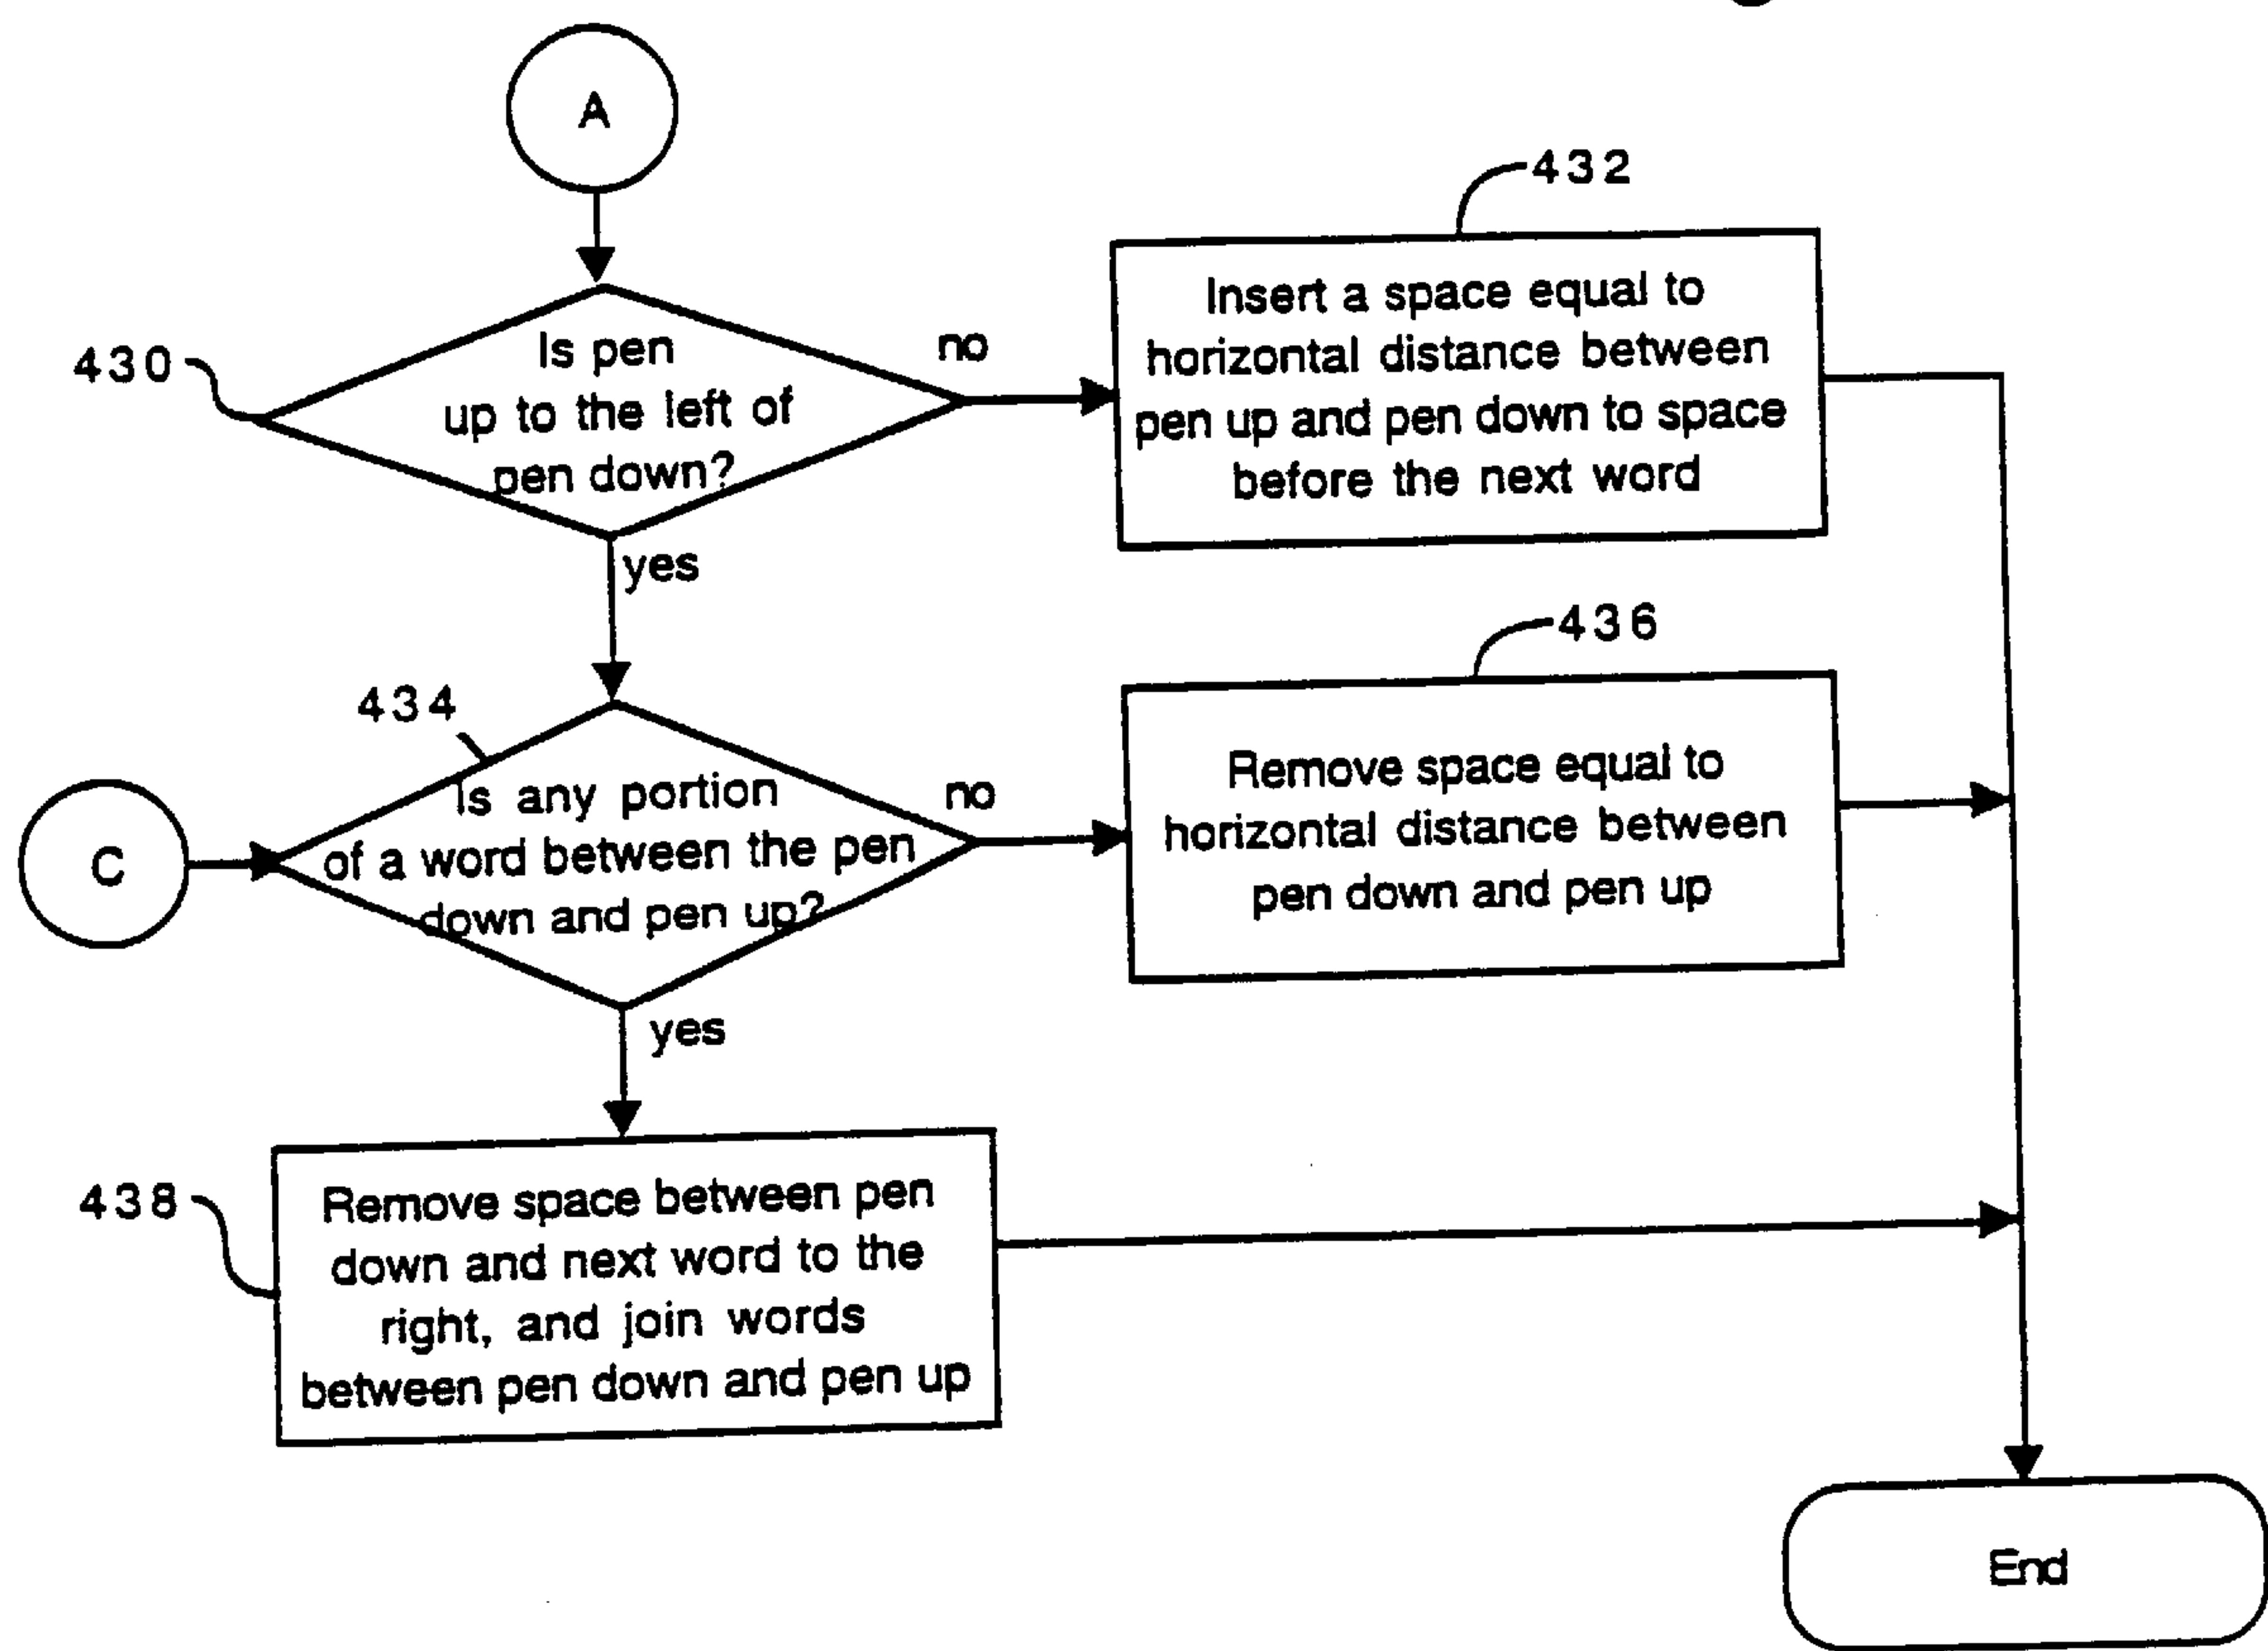 A
432
Insert a space equal to
horizontal distance between
pen up and pen down to space
before the next word
430
Is pen
up to the left of
pen down?
no
yes
436
434
Remove space equal to
horizontal distance between
pen down and pen up
C
Is any portion
of a word between the pen
down and pen up?
no
yes
438
Remove space between pen
down and next word to the
right, and join words
between pen down and pen up
End